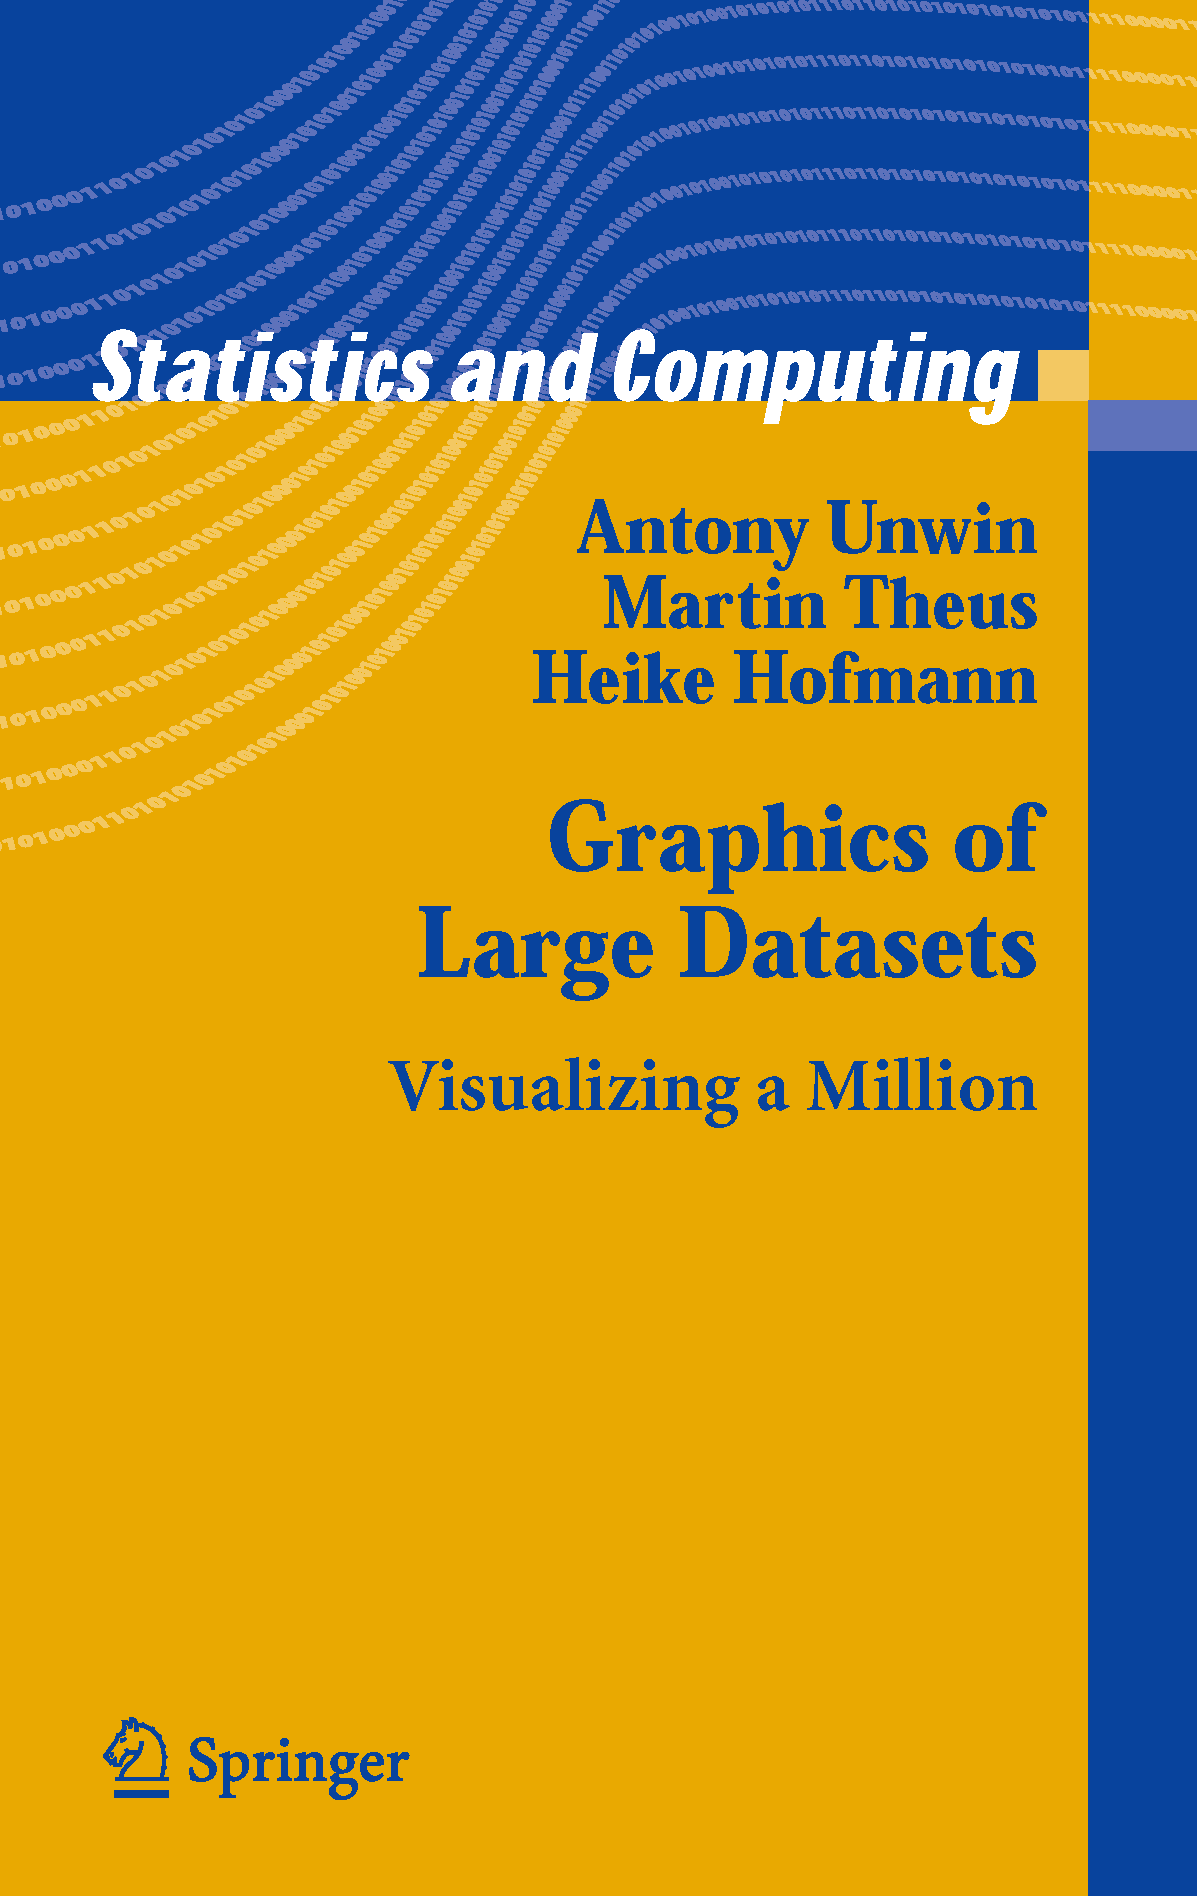 Statistics and Computing
Antony Unwin
Martin Theus
Heike Hofmann
Graphics of
Large Datasets
Visualizing a Million
Springer